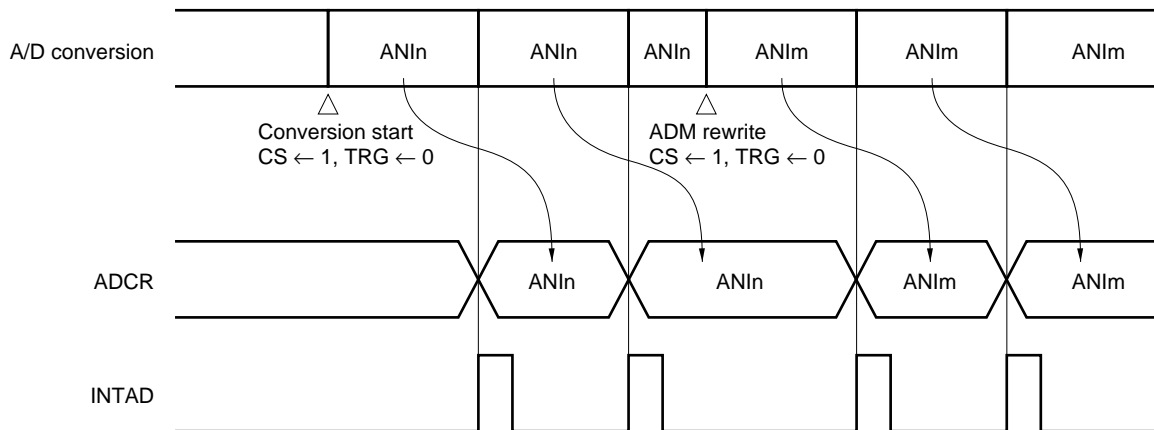 A/D conversion
ANIn
ANIn
ANIn
ANIm
ANIm
ANIm
Conversion start
CS ← 1, TRG ← 0
ADM rewrite
CS ← 1, TRG ← 0
ADCR
ANIn
ANIn
ANIm
ANIm
INTAD